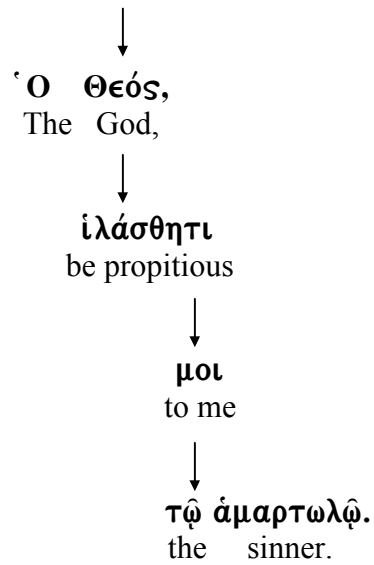 Ὁ Θεός,
The God,
ἱλάσθητι
be propitious
μοι
to me
τῷ ἁμαρτωλῷ.
the sinner.